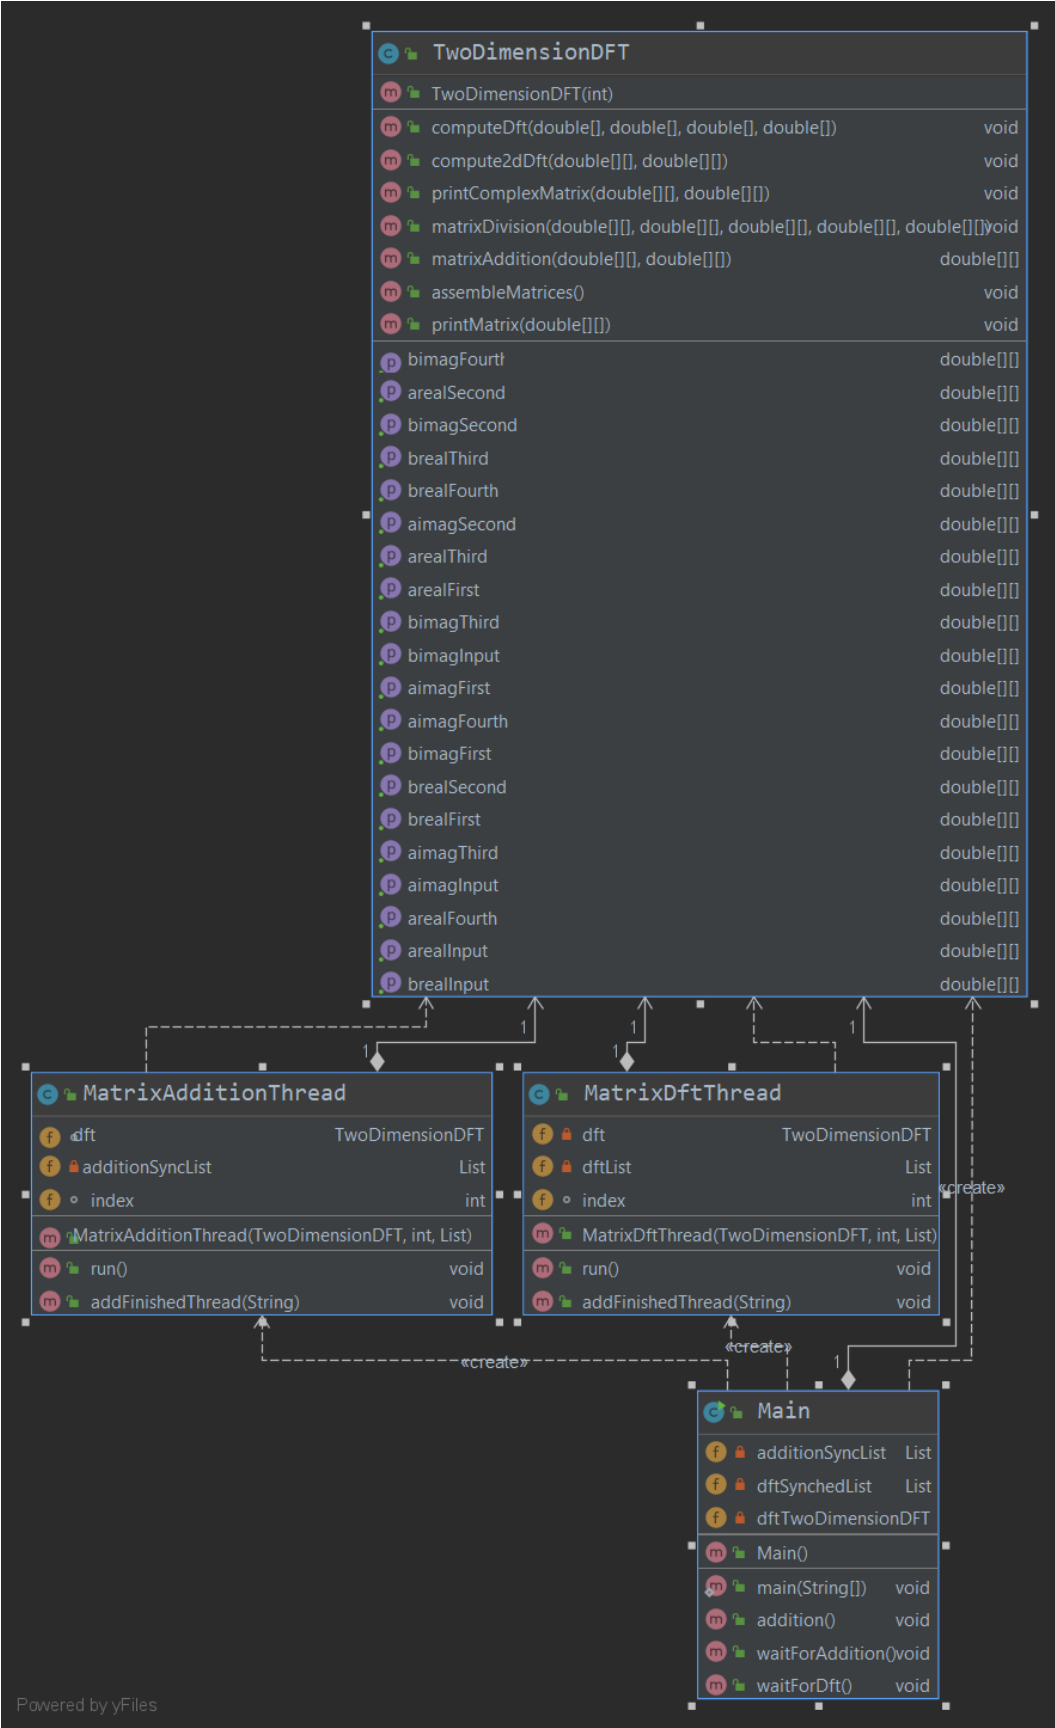 TwoDimensionDFT
TwoDimensionDFT(int)
computeDft(double[], double[], double[], double[]) void
compute2dDft(double[][], double[][]) void
printComplexMatrix(double[][], double[][]) void
matrixDivision(double[][], double[][], double[][], double[][], double[][]) void
matrixAddition(double[][], double[][]) double[][]
assembleMatrices() void
printMatrix(double[][]) void
bimagFourth double[][]
arealSecond double[][]
bimagSecond double[][]
brealThird double[][]
brealFourth double[][]
aimagSecond double[][]
arealThird double[][]
arealFirst double[][]
bimagThird double[][]
bimagInput double[][]
aimagFirst double[][]
aimagFourth double[][]
bimagFirst double[][]
brealSecond double[][]
brealFirst double[][]
aimagThird double[][]
aimagInput double[][]
arealFourth double[][]
arealInput double[][]
brealInput double[][]
1 1 1
1 1
MatrixAdditionThread
dft TwoDimensionDFT
additionSyncList List
index int
MatrixAdditionThread(TwoDimensionDFT, int, List)
run() void
addFinishedThread(String) void
MatrixDftThread
dft TwoDimensionDFT
dftList List
index int
MatrixDftThread(TwoDimensionDFT, int, List)
run() void
addFinishedThread(String) void
«create»
«create»
«create»
1
Main
additionSyncList List
dftSynchedList List
dftTwoDimensionDFT
Main()
main(String[]) void
addition() void
waitForAddition() void
waitForDft() void
Powered by yFiles